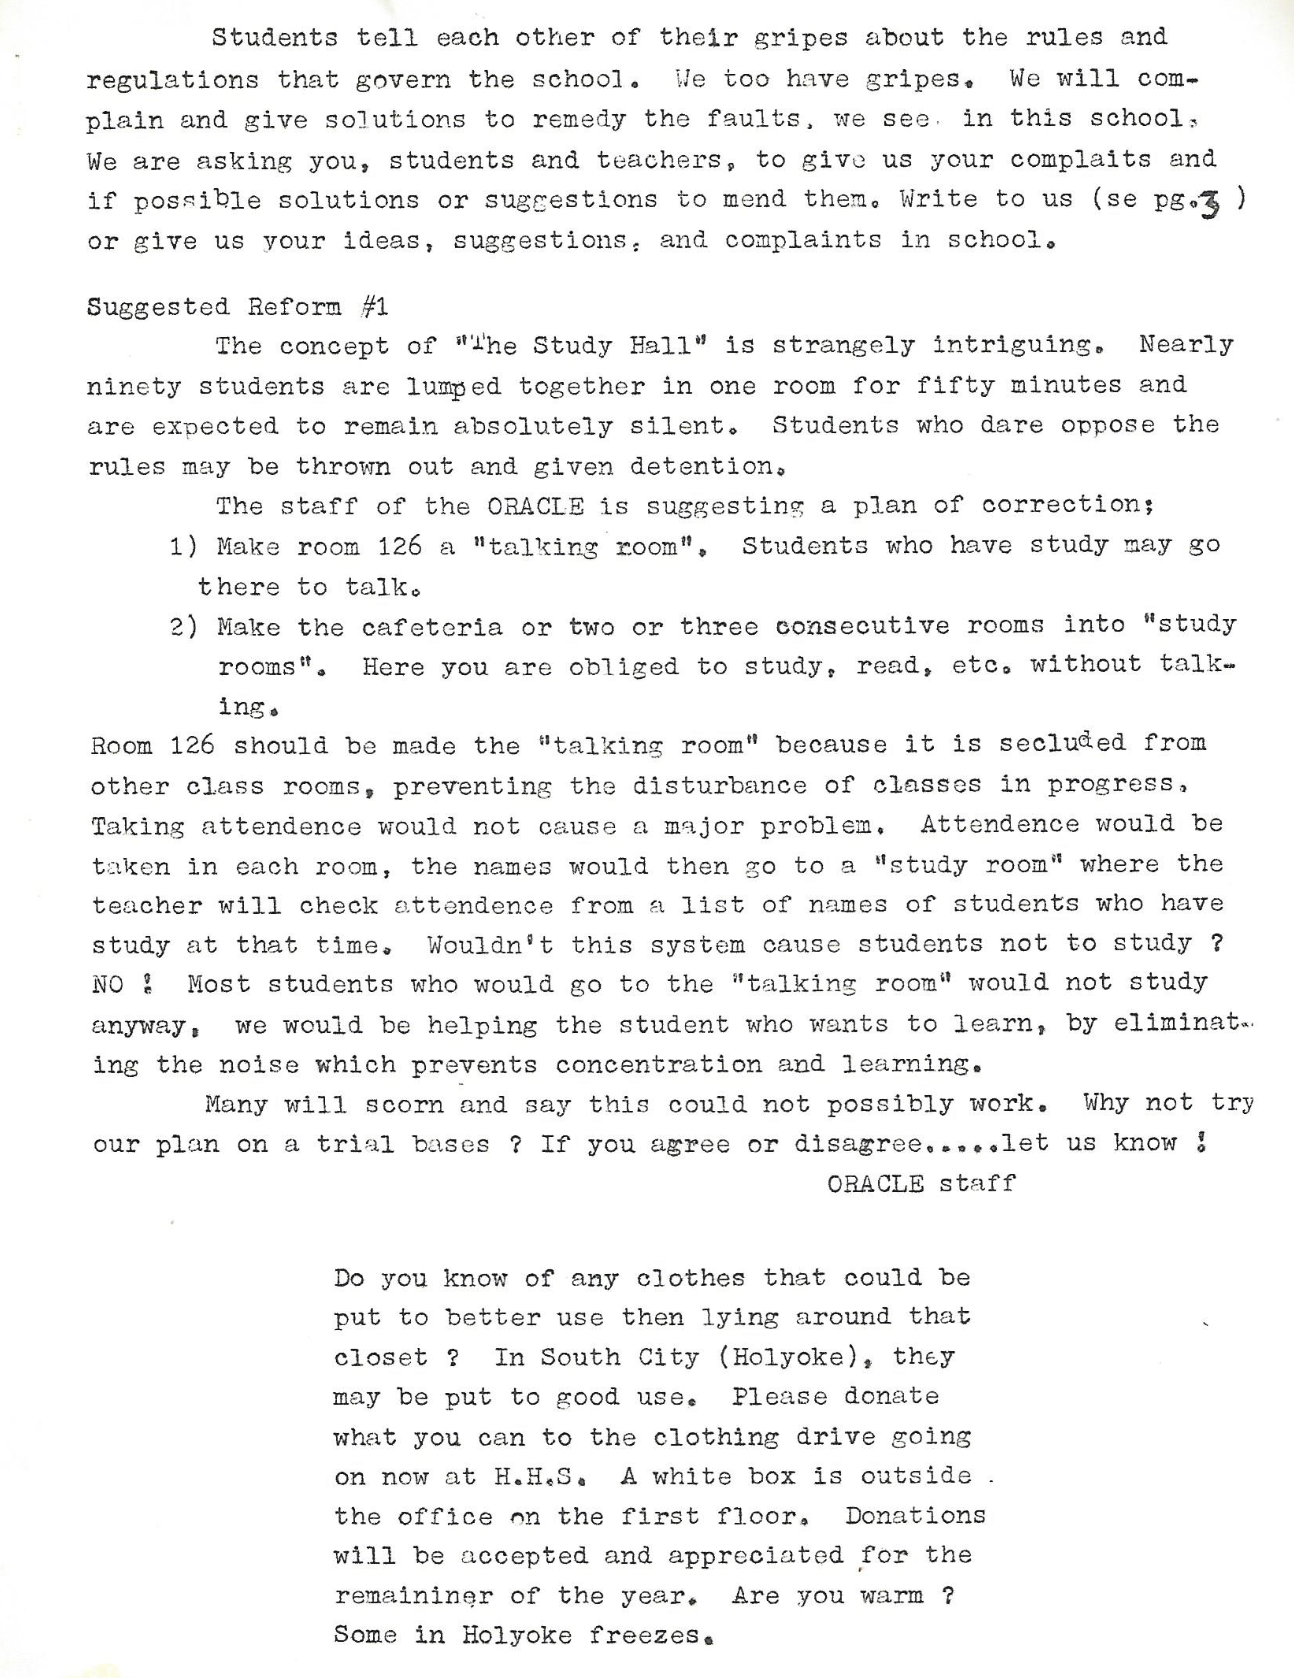 Students tell each other of their gripes about the rules and
regulations that govern the school. We too have gripes. We will com-
plain and give solutions to remedy the faults, we see in this school.
We are asking you, students and teachers, to give us your complaits and
if possible solutions or suggestions to mend them. Write to us (se pg.3 )
or give us your ideas, suggestions, and complaints in school.
Suggested Reform #1
The concept of "The Study Hall" is strangely intriguing. Nearly
ninety students are lumped together in one room for fifty minutes and
are expected to remain absolutely silent. Students who dare oppose the
rules may be thrown out and given detention.
The staff of the ORACLE is suggesting a plan of correction;
1) Make room 126 a "talking room". Students who have study may go
there to talk.
2) Make the cafeteria or two or three consecutive rooms into "study
rooms". Here you are obliged to study, read, etc. without talk-
ing.
Room 126 should be made the "talking room" because it is secluded from
other class rooms, preventing the disturbance of classes in progress.
Taking attendence would not cause a major problem. Attendence would be
taken in each room, the names would then go to a "study room" where the
teacher will check attendence from a list of names of students who have
study at that time. Wouldn't this system cause students not to study ?
NO ! Most students who would go to the "talking room" would not study
anyway, we would be helping the student who wants to learn, by eliminat-
ing the noise which prevents concentration and learning.
Many will scorn and say this could not possibly work. Why not try
our plan on a trial bases ? If you agree or disagree.....let us know !
ORACLE staff
Do you know of any clothes that could be
put to better use then lying around that
closet ? In South City (Holyoke), they
may be put to good use. Please donate
what you can to the clothing drive going
on now at H.H.S. A white box is outside
the office on the first floor. Donations
will be accepted and appreciated for the
remaininer of the year. Are you warm ?
Some in Holyoke freezes.